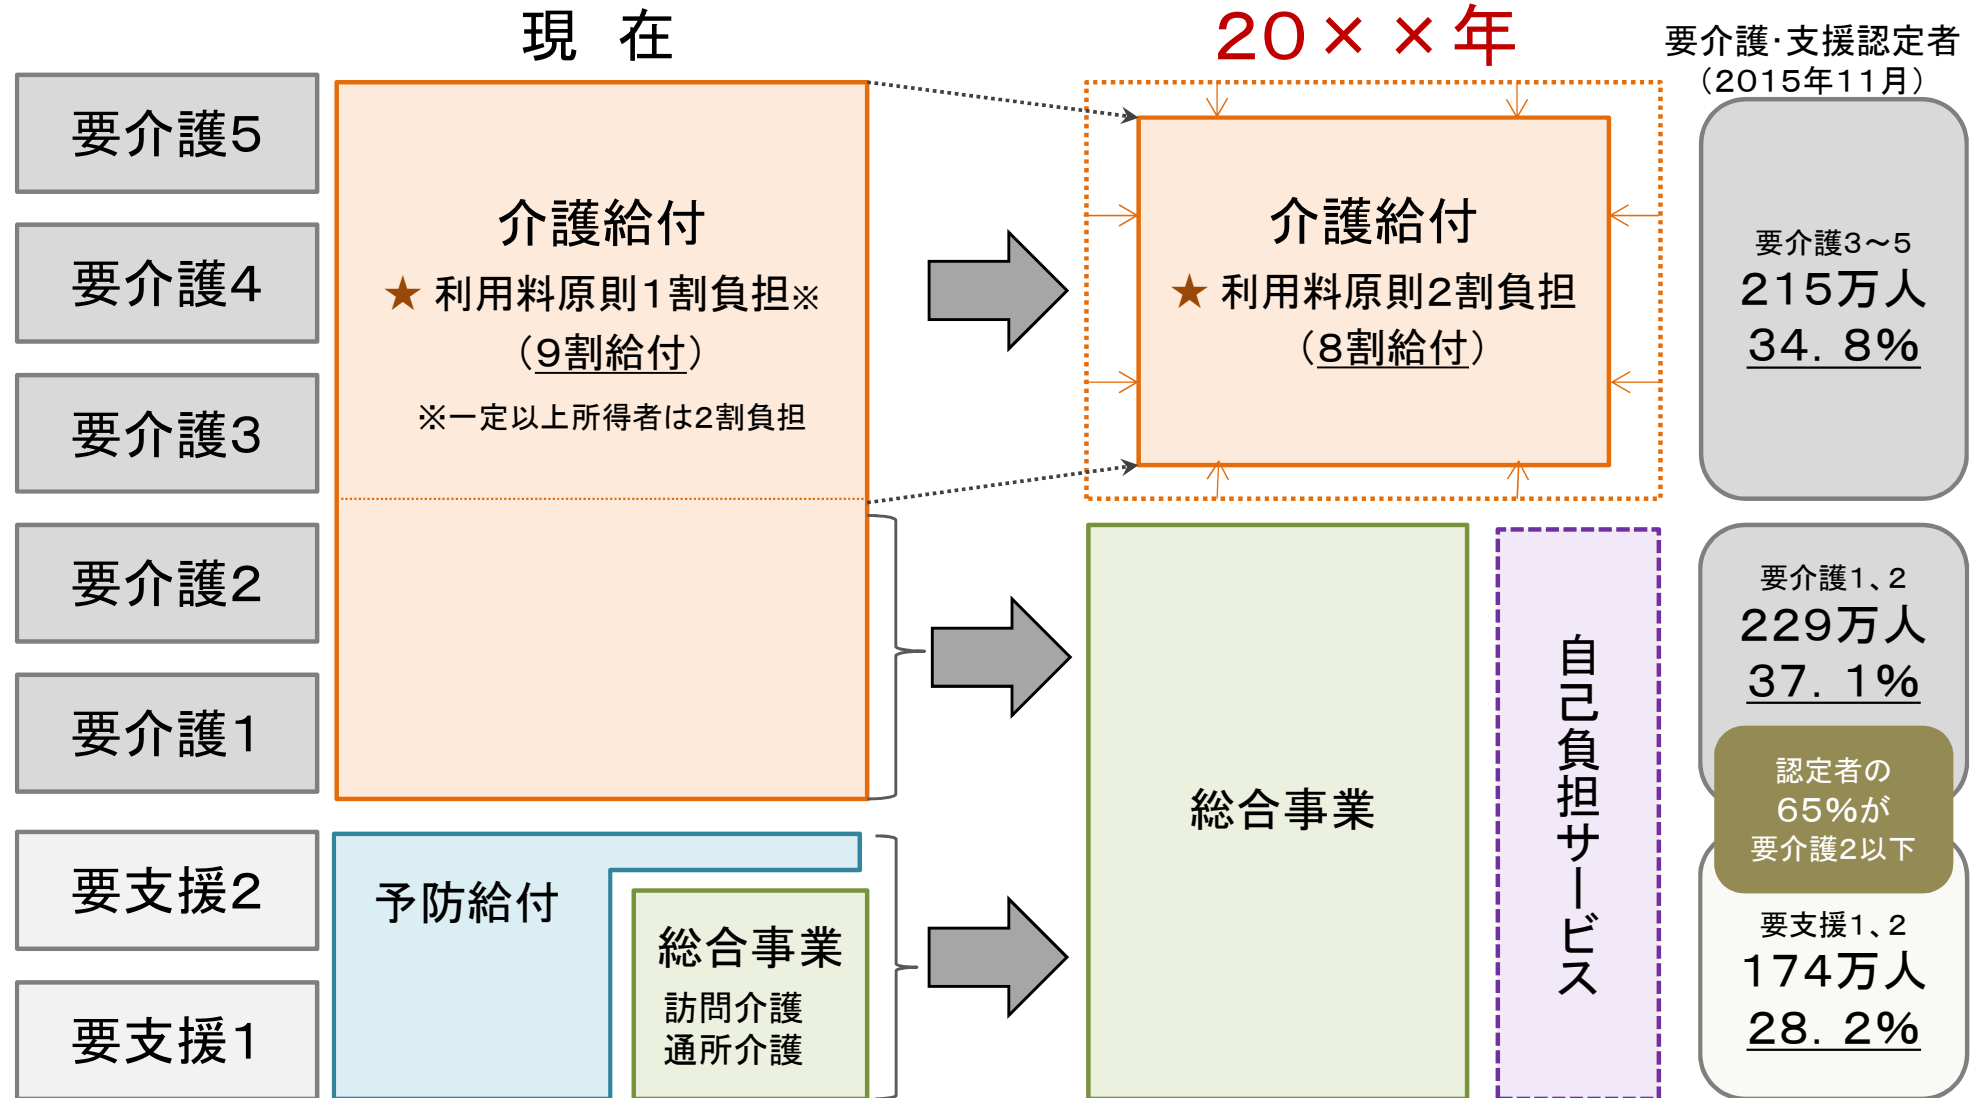 現 在
20××年
要介護･支援認定者
（2015年11月）
要介護5
要介護4
要介護3
要介護2
要介護1
要支援2
要支援1
介護給付
★ 利用料原則1割負担※
（9割給付）
※一定以上所得者は2割負担
予防給付
総合事業
訪問介護
通所介護
介護給付
★ 利用料原則2割負担
（8割給付）
総合事業
自己負担サービス
要介護3～5
215万人
34. 8%
要介護1、2
229万人
37. 1%
認定者の
65%が
要介護2以下
要支援1、2
174万人
28. 2%